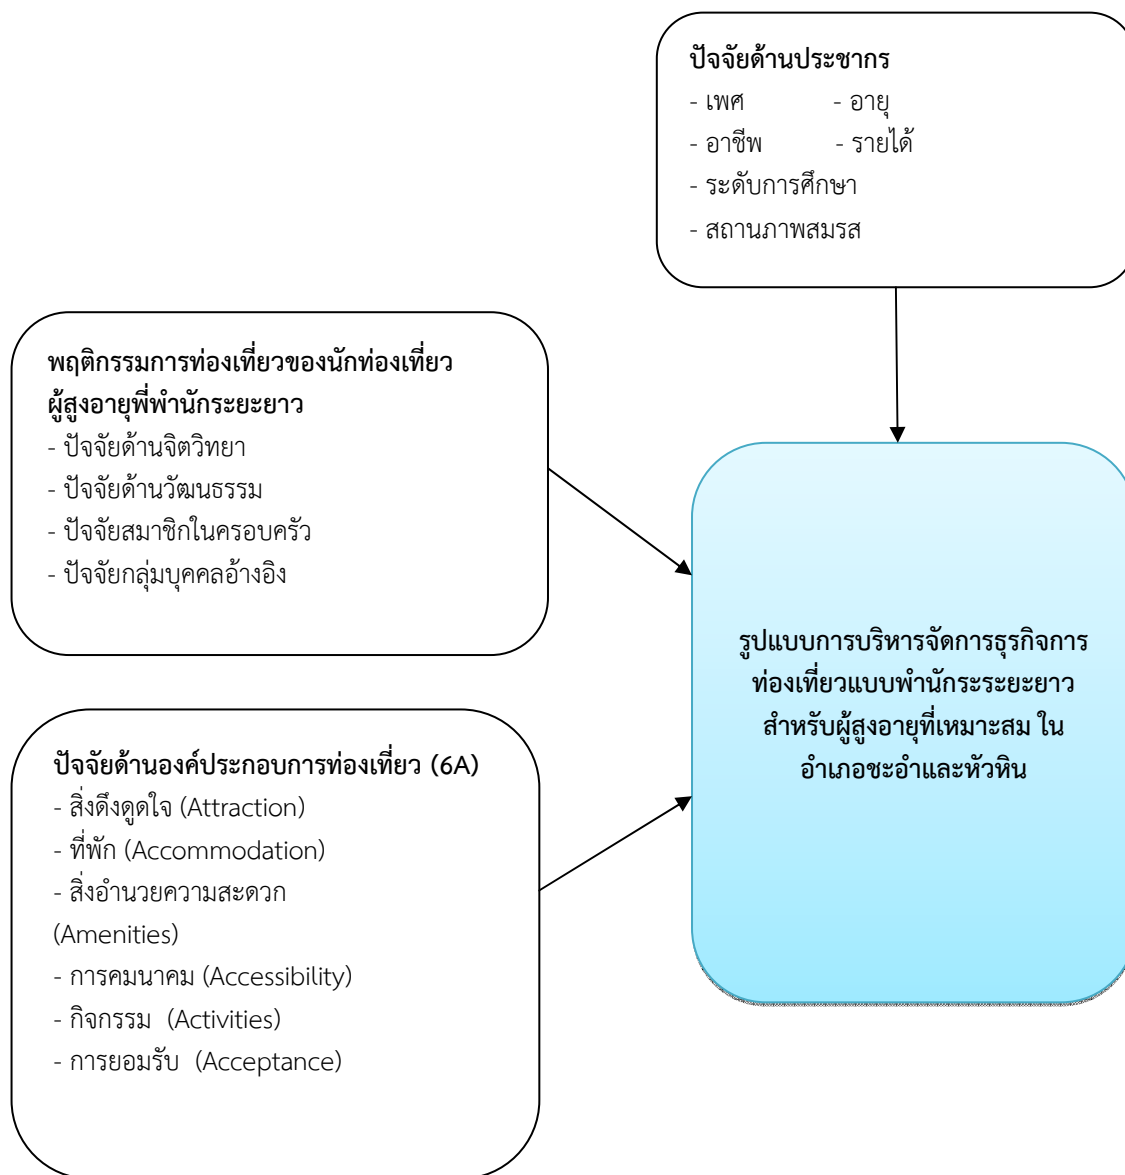 ปัจจัยด้านประชากร
- เพศ - อายุ
- อาชีพ - รายได้
- ระดับการศึกษา
- สถานภาพสมรส
พฤติกรรมการท่องเที่ยวของนักท่องเที่ยว
ผู้สูงอายุพี่พำนักระยะยาว
- ปัจจัยด้านจิตวิทยา
- ปัจจัยด้านวัฒนธรรม
- ปัจจัยสมาชิกในครอบครัว
- ปัจจัยกลุ่มบุคคลอ้างอิง
ปัจจัยด้านองค์ประกอบการท่องเที่ยว (6A)
- สิ่งดึงดูดใจ (Attraction)
- ที่พัก (Accommodation)
- สิ่งอำนวยความสะดวก
(Amenities)
- การคมนาคม (Accessibility)
- กิจกรรม (Activities)
- การยอมรับ (Acceptance)
รูปแบบการบริหารจัดการธุรกิจการ
ท่องเที่ยวแบบพำนักระระยะยาว
สำหรับผู้สูงอายุที่เหมาะสม ใน
อำเภอชะอำและหัวหิน